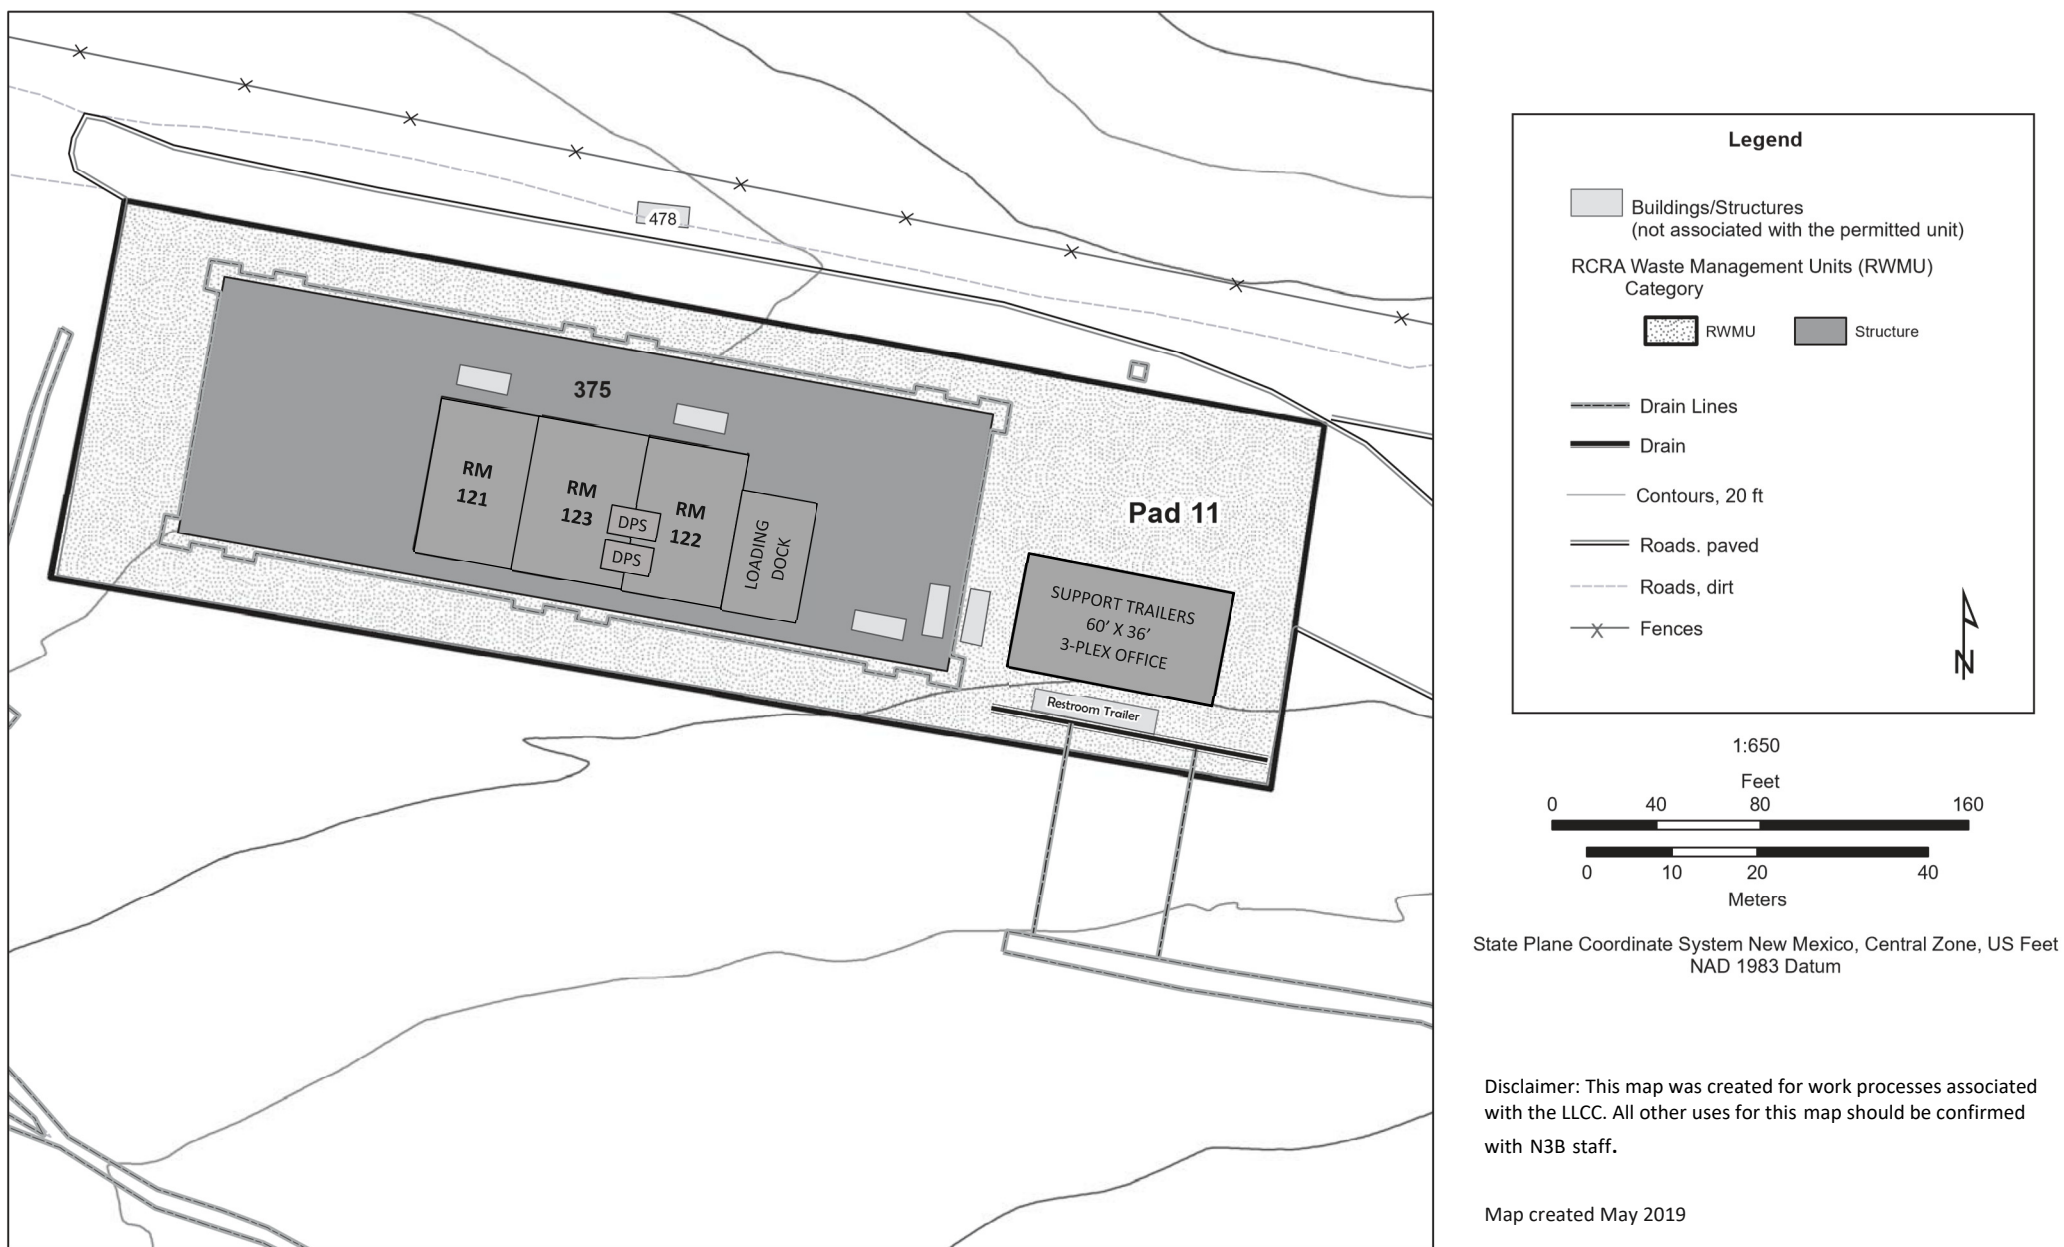 478
375
RM
121
RM
123
RM
122
DPS
DPS
LOADING
DOCK
Pad 11
SUPPORT TRAILERS
60' X 36'
3-PLEX OFFICE
Restroom Trailer
Legend
Buildings/Structures
(not associated with the permitted unit)
RCRA Waste Management Units (RWMU)
Category
RWMU
Structure
Drain Lines
Drain
Contours, 20 ft
Roads. paved
Roads, dirt
Fences
N
1:650
Feet
0 40 80 160
0 10 20 40
Meters
State Plane Coordinate System New Mexico, Central Zone, US Feet
NAD 1983 Datum
Disclaimer: This map was created for work processes associated
with the LLCC. All other uses for this map should be confirmed
with N3B staff.
Map created May 2019